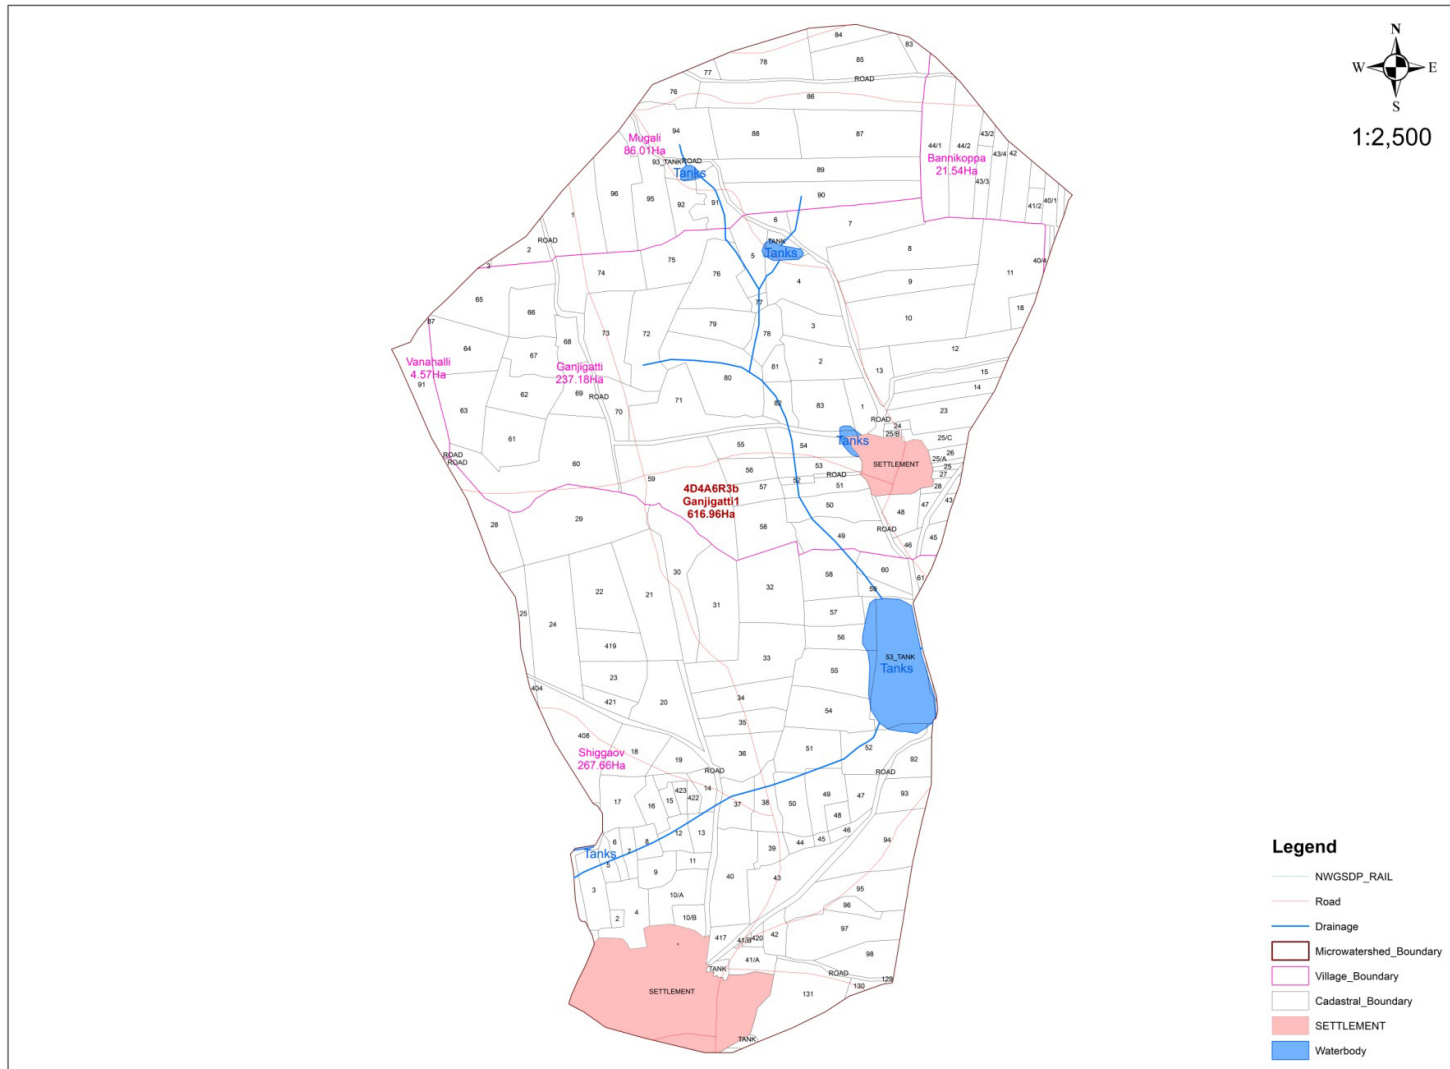 N
W E
S
1:2,500
84
83
78
85
77
ROAD
76
86
94
88
87
Mugali
86.01Ha
44/1
44/2
43/2
43/4
42
Bannikoppa
21.54Ha
93_TANK
ROAD
Tanks
89
43/3
96
95
92
91
90
41/2
40/1
1
6
7
2
ROAD
TANK
Tanks
5
8
3
74
75
76
4
9
11
40/4
65
66
77
10
18
67
68
73
72
79
78
3
64
67
2
12
Vanahalli
4.57Ha
91
Ganjigatti
237.18Ha
80
81
13
15
14
62
69
ROAD
71
82
83
1
63
70
23
ROAD
24
25/B
61
55
54
Tanks
25/C
26
ROAD
ROAD
60
59
56
53
SETTLEMENT
25/A
25
27
57
52
ROAD
51
28
4D4A6R3b
Ganjigatti1
616.96Ha
50
48
47
43
28
29
58
49
ROAD
46
45
30
32
58
60
61
22
21
31
59
25
24
57
56
419
33
53_TANK
Tanks
23
55
404
421
20
34
54
35
408
18
36
51
52
Shiggaov
267.66Ha
19
ROAD
92
ROAD
17
16
15
423
422
14
37
38
50
49
48
47
93
46
6
8
12
13
45
44
94
Tanks
7
5
39
11
9
43
40
3
10/A
95
96
2
4
10/B
97
417
41/B
420
42
98
41/A
TANK
ROAD
129
130
SETTLEMENT
131
TANK
Legend
NWGSDP_RAIL
Road
Drainage
Microwatershed_Boundary
Village_Boundary
Cadastral_Boundary
SETTLEMENT
Waterbody